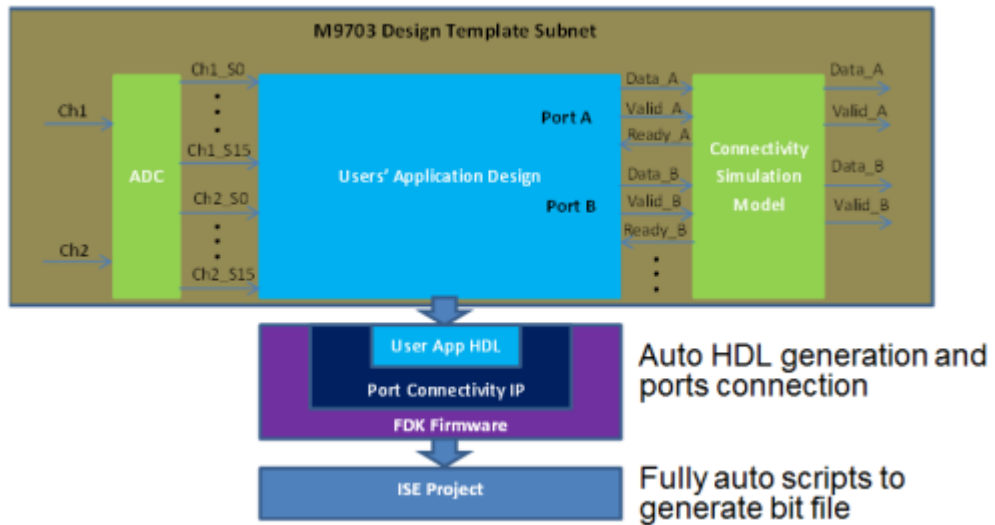 M9703 Design Template Subnet
Ch1
Ch2
ADC
Ch1_S0
Ch1_S15
Ch2_S0
Ch2_S15
Users' Application Design
Port A
Port B
Data_A
Valid_A
Ready_A
Data_B
Valid_B
Ready_B
Connectivity
Simulation
Model
Data_A
Valid_A
Data_B
Valid_B
User App HDL
Port Connectivity IP
FDK Firmware
Auto HDL generation and
ports connection
ISE Project
Fully auto scripts to
generate bit file